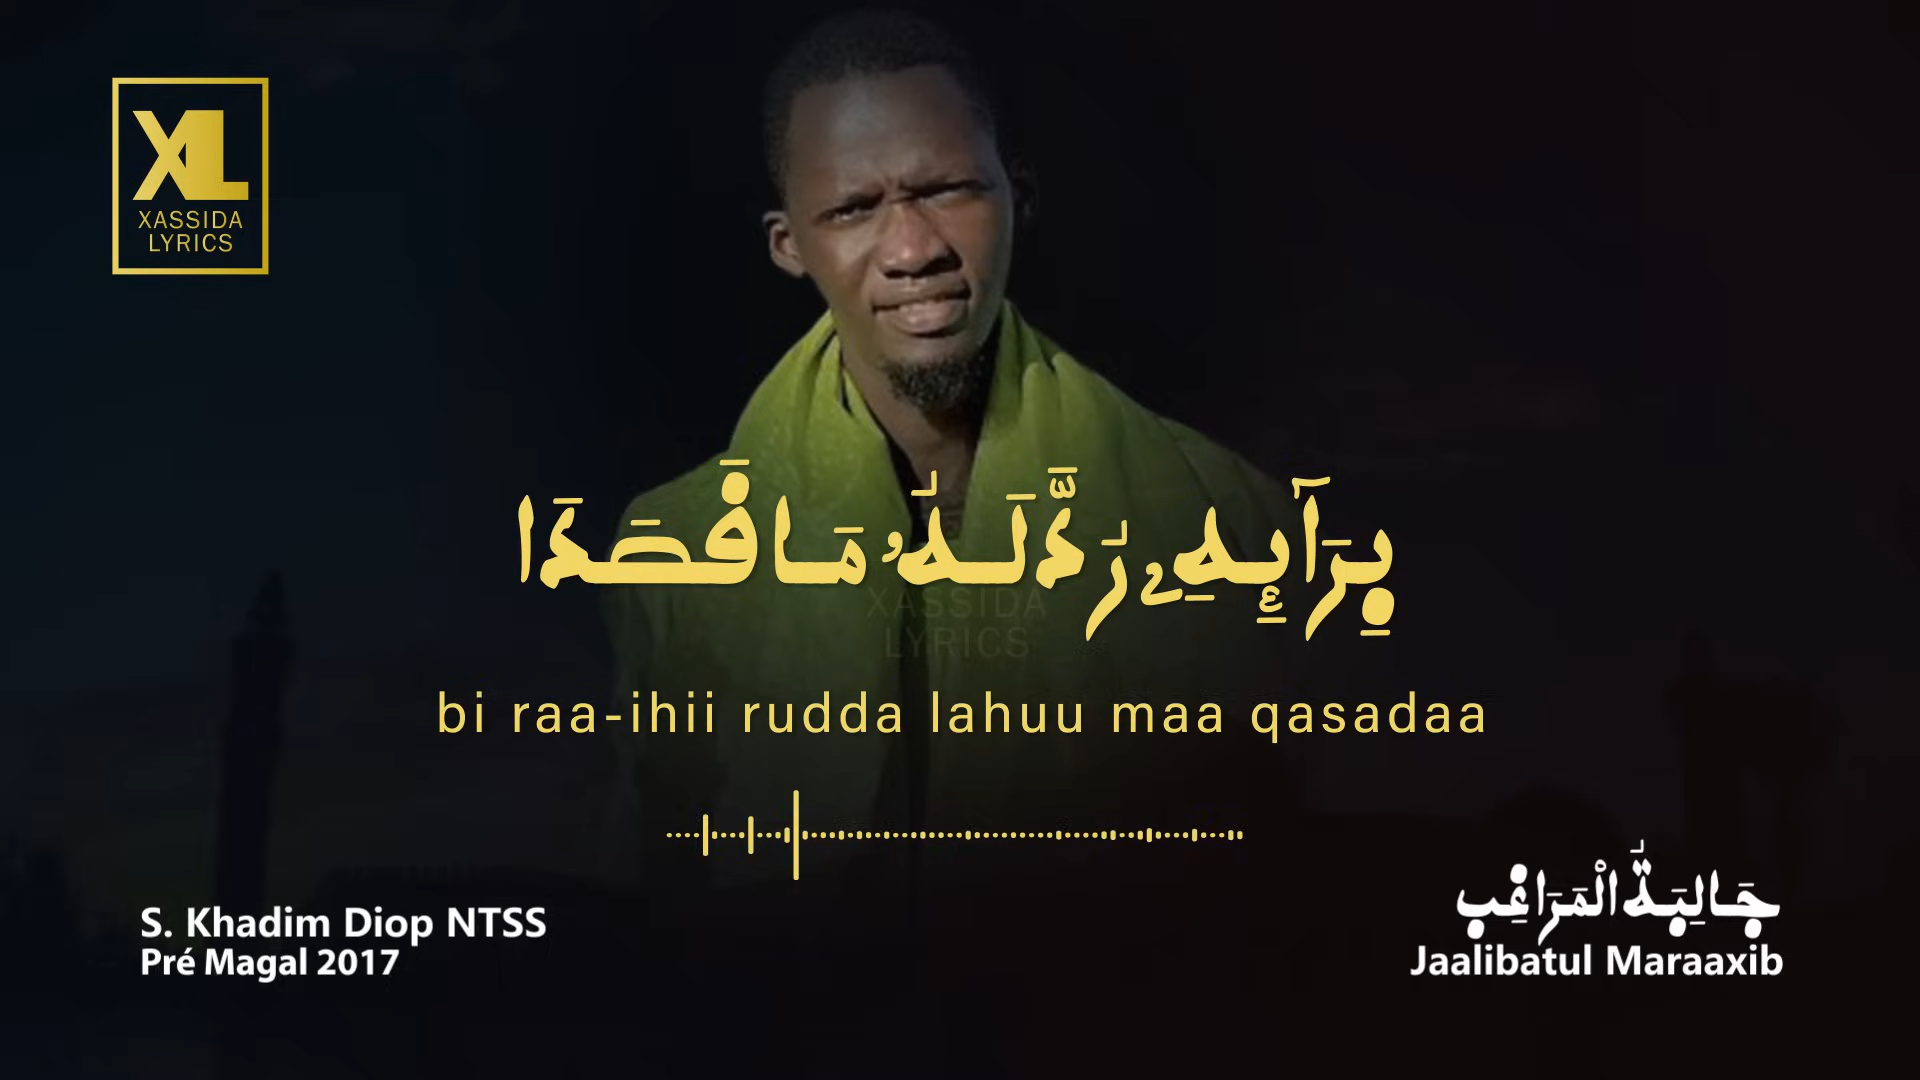 XL
XASSIDA
LYRICS
بِرَآيِٕهِۦ رُدَّ لَهُۥ مَا قَصَدَا
XASSIDA
LYRICS
bi raa-ihii rudda lahuu maa qasadaa
S. Khadim Diop NTSS
Pré Magal 2017
جَالِبَةُ الْمَرَاغِبِ
Jaalibatul Maraaxib